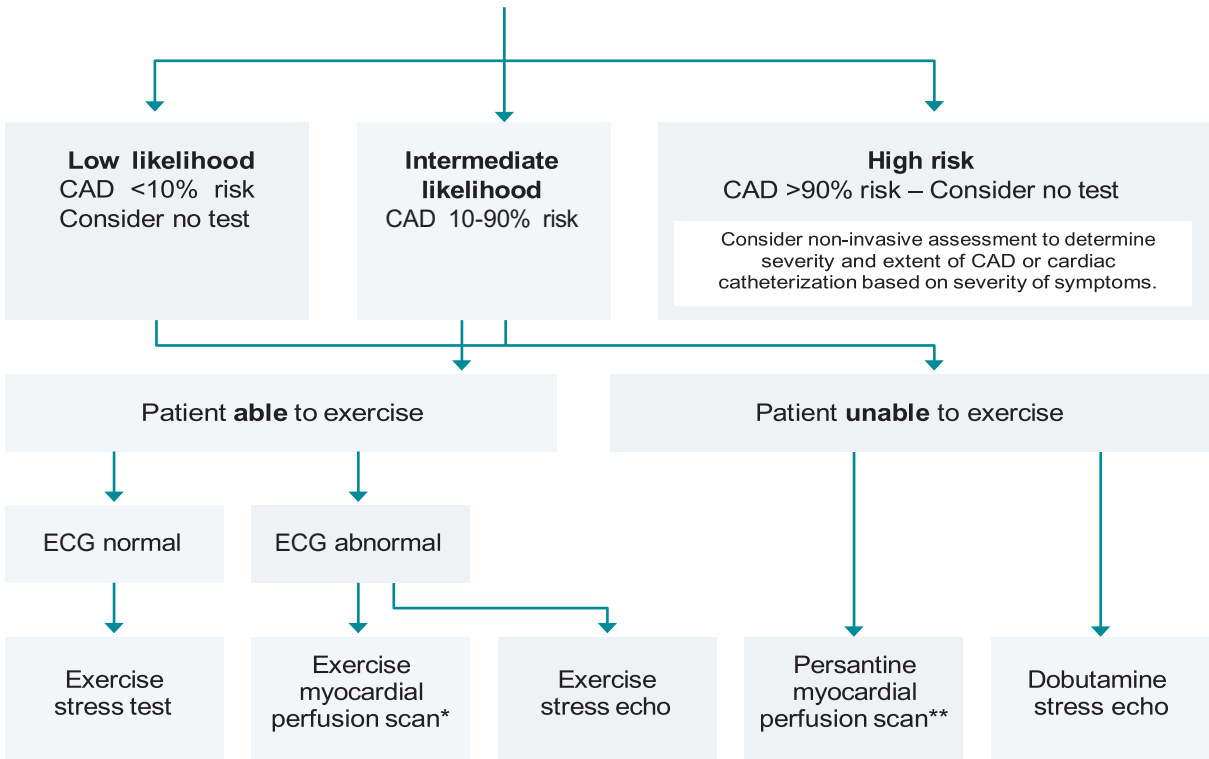 Low likelihood
CAD <10% risk
Consider no test
Intermediate
likelihood
CAD 10-90% risk
High risk
CAD >90% risk – Consider no test
Consider non-invasive assessment to determine
severity and extent of CAD or cardiac
catheterization based on severity of symptoms.
Patient able to exercise
Patient unable to exercise
ECG normal
ECG abnormal
Exercise
stress test
Exercise
myocardial
perfusion scan*
Exercise
stress echo
Persantine
myocardial
perfusion scan**
Dobutamine
stress echo